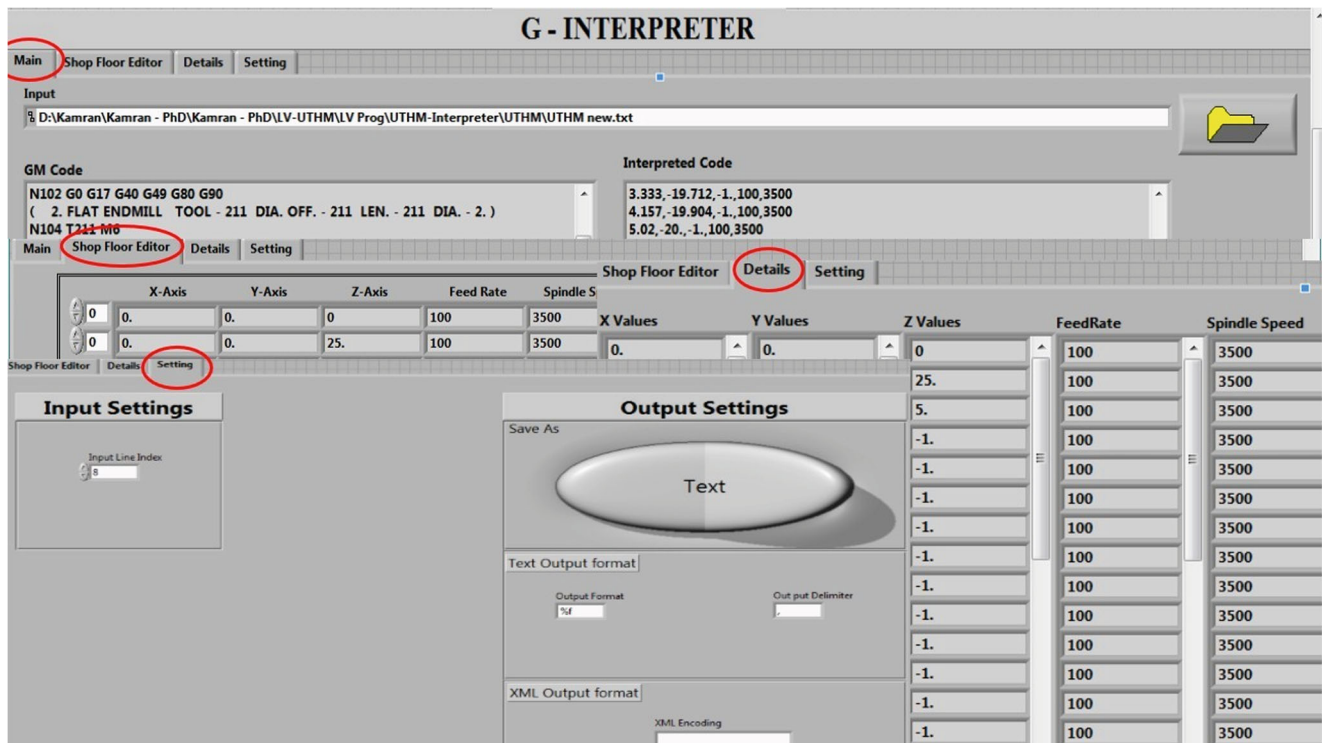 G - INTERPRETER
Main Shop Floor Editor Details Setting
Input
D:\Kamran\Kamran - PhD\Kamran - PhD\LV-UTHM\LV Prog\UTHM-Interpreter\UTHM\UTHM new.txt
GM Code
N102 G0 G17 G40 G49 G80 G90
( 2. FLAT ENDMILL TOOL - 211 DIA. OFF. - 211 LEN. - 211 DIA. - 2. )
N104 T211 M6
Interpreted Code
3.333,-19.712,-1.,100,3500
4.157,-19.904,-1.,100,3500
5.02,-20.,-1.,100,3500
Main Shop Floor Editor Details Setting
X-Axis Y-Axis Z-Axis Feed Rate Spindle S
0 0. 0. 0 100 3500
0 0. 0. 25. 100 3500
Shop Floor Editor Details Setting
X Values Y Values Z Values FeedRate Spindle Speed
0. 0. 0 100 3500
25. 100 3500
5. 100 3500
-1. 100 3500
-1. 100 3500
-1. 100 3500
-1. 100 3500
-1. 100 3500
-1. 100 3500
-1. 100 3500
-1. 100 3500
-1. 100 3500
-1. 100 3500
-1. 100 3500
Shop Floor Editor Details Setting
Input Settings
Input Line Index
8
Output Settings
Save As
Text
Text Output format
Output Format
%f
Out put Delimiter
,
XML Output format
XML Encoding